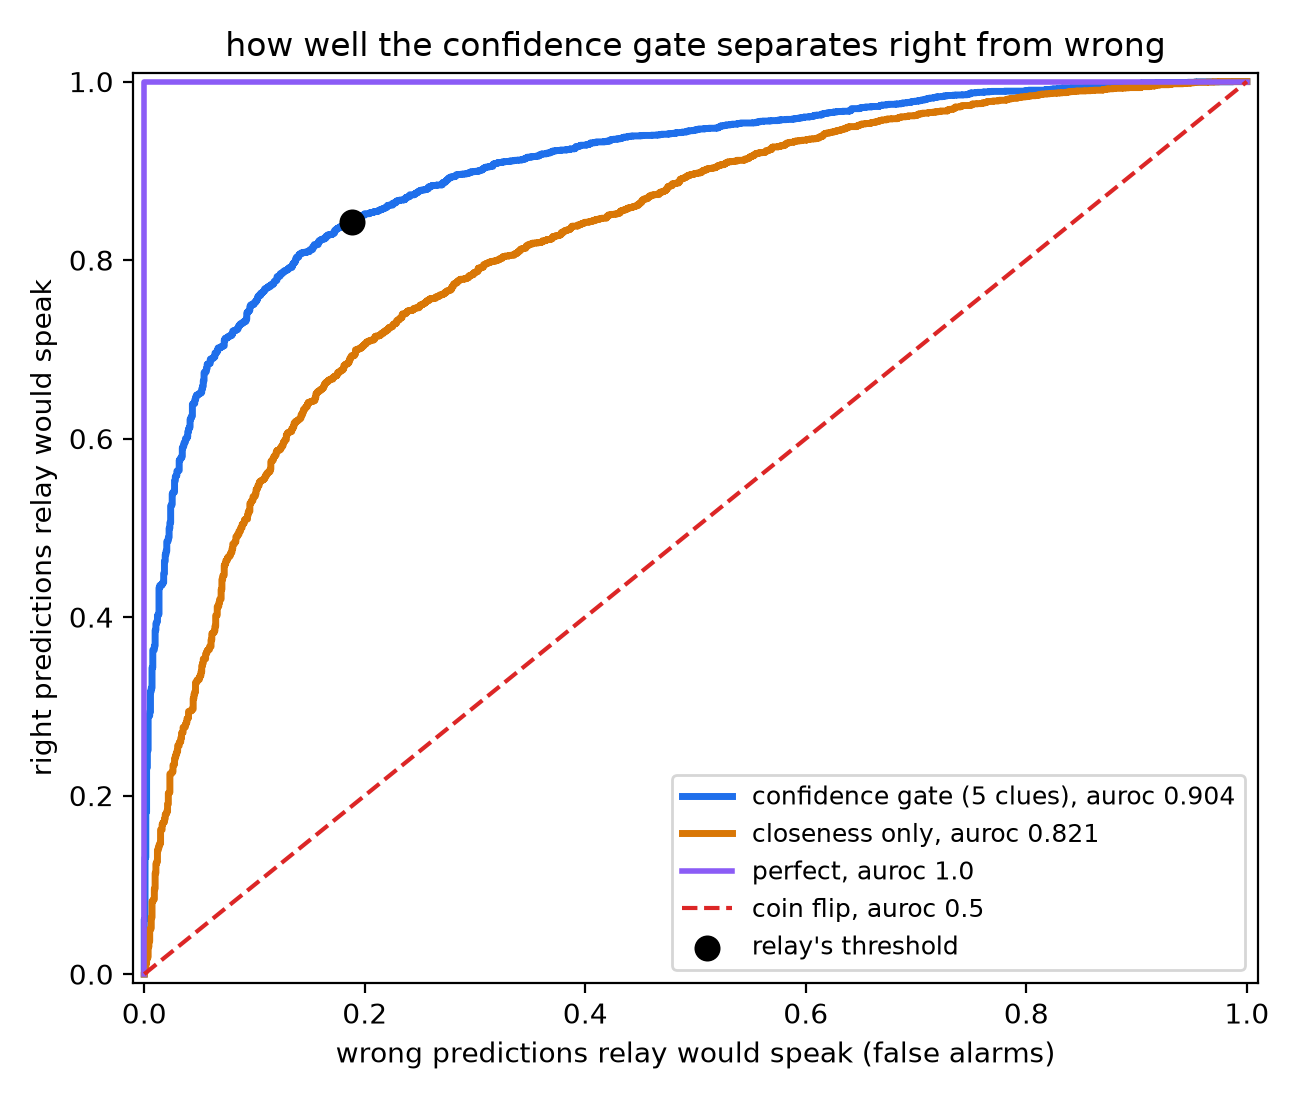 how well the confidence gate separates right from wrong
1.0
0.8
0.6
0.4
0.2
0.0
right predictions relay would speak
confidence gate (5 clues), auroc 0.904
closeness only, auroc 0.821
perfect, auroc 1.0
coin flip, auroc 0.5
relay's threshold
0.0 0.2 0.4 0.6 0.8 1.0
wrong predictions relay would speak (false alarms)